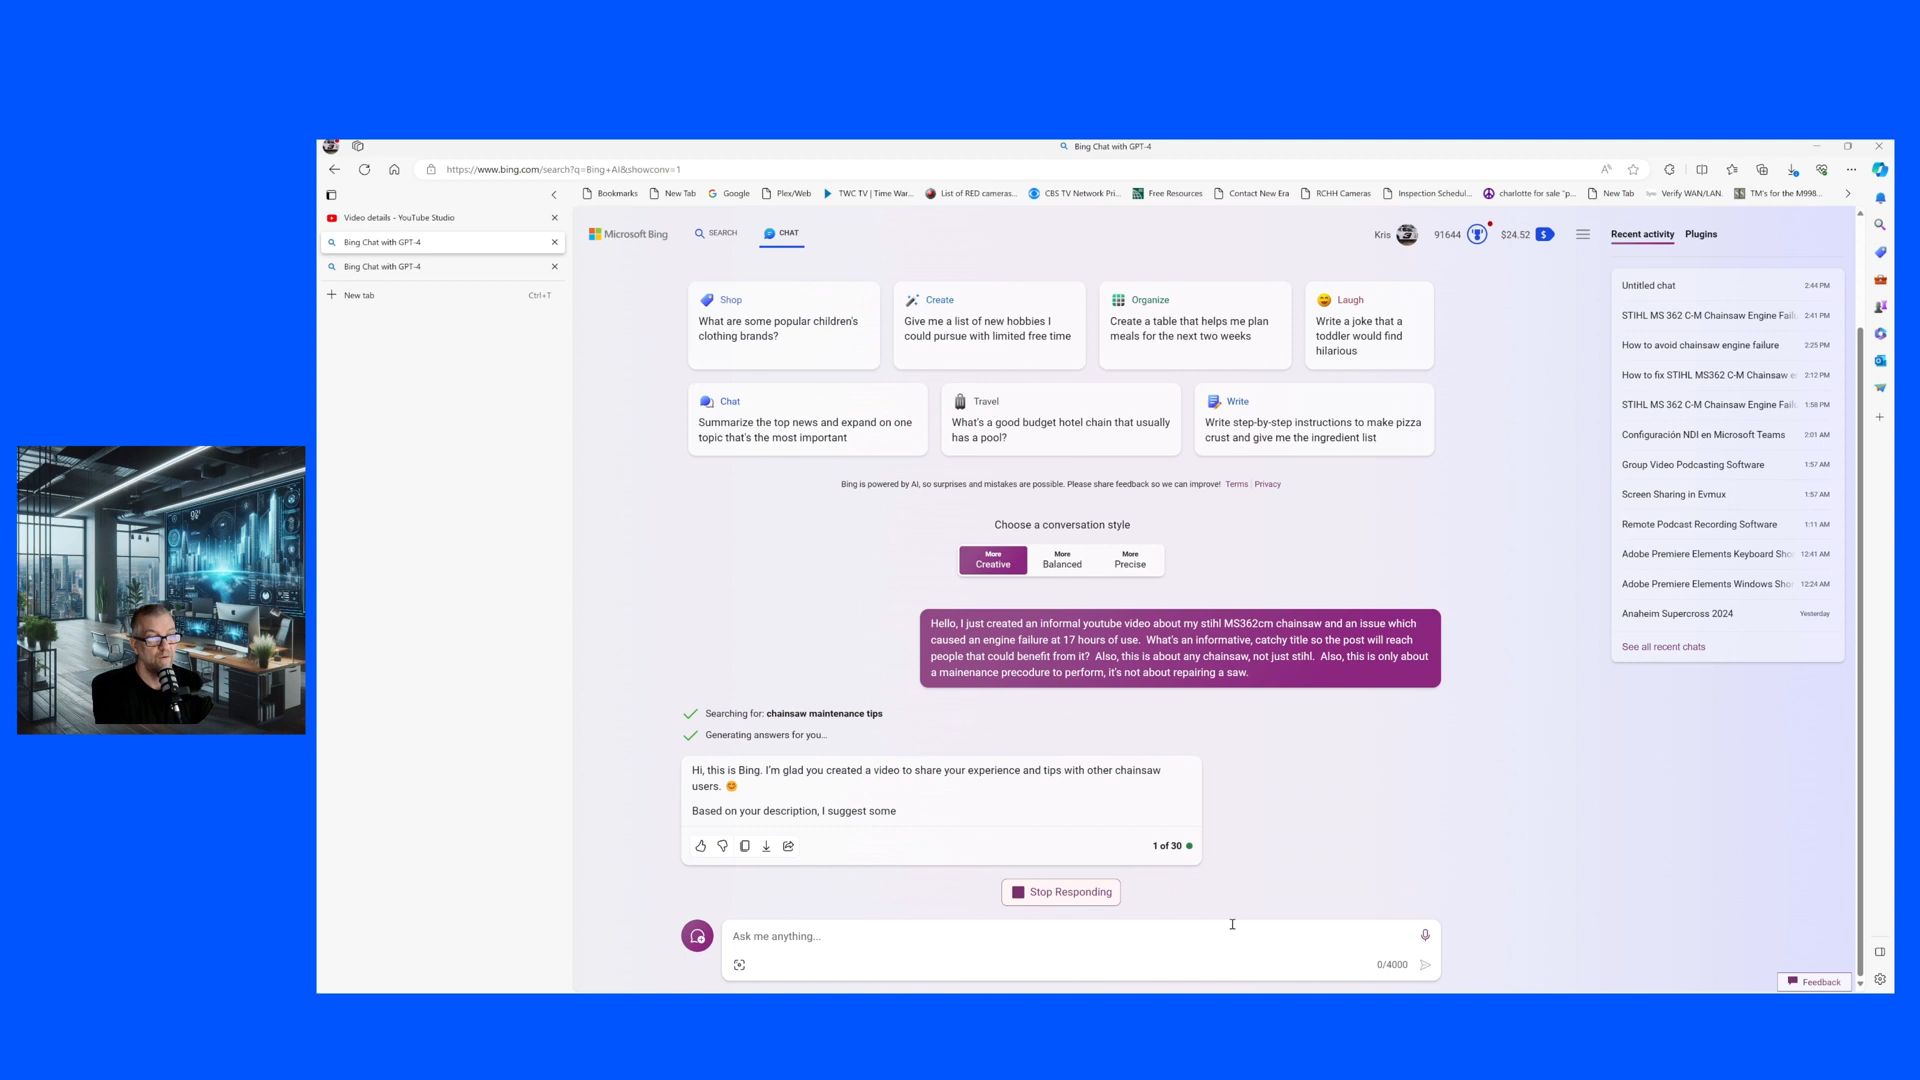 Bing Chat with GPT-4
https://www.bing.com/search?q=Bing+AI&showconv=1
Bookmarks New Tab Google Plex/Web TWC TV | Time War... List of RED cameras... CBS TV Network Pri... Free Resources Contact New Era RCHH Cameras Inspection Schedul... charlotte for sale "p... New Tab Verify WAN/LAN. TM's for the M998...
Video details - YouTube Studio
Bing Chat with GPT-4
Bing Chat with GPT-4
New tab Ctrl+T
Microsoft Bing SEARCH CHAT Kris 91644 $24.52
Shop
What are some popular children's
clothing brands?
Create
Give me a list of new hobbies I
could pursue with limited free time
Organize
Create a table that helps me plan
meals for the next two weeks
Laugh
Write a joke that a
toddler would find
hilarious
Chat
Summarize the top news and expand on one
topic that's the most important
Travel
What's a good budget hotel chain that usually
has a pool?
Write
Write step-by-step instructions to make pizza
crust and give me the ingredient list
Bing is powered by AI, so surprises and mistakes are possible. Please share feedback so we can improve! Terms | Privacy
Choose a conversation style
More
Creative
More
Balanced
More
Precise
Hello, I just created an informal youtube video about my stihl MS362cm chainsaw and an issue which
caused an engine failure at 17 hours of use. What's an informative, catchy title so the post will reach
people that could benefit from it? Also, this is about any chainsaw, not just stihl. Also, this is only about
a mainenance precodure to perform, it's not about repairing a saw.
Searching for: chainsaw maintenance tips
Generating answers for you...
Hi, this is Bing. I'm glad you created a video to share your experience and tips with other chainsaw
users.
Based on your description, I suggest some
1 of 30
Stop Responding
Ask me anything...
0/4000
Recent activity Plugins
Untitled chat 2:44 PM
STIHL MS 362 C-M Chainsaw Engine Failu 2:41 PM
How to avoid chainsaw engine failure 2:25 PM
How to fix STIHL MS362 C-M Chainsaw e 2:12 PM
STIHL MS 362 C-M Chainsaw Engine Failu 1:58 PM
Configuración NDI en Microsoft Teams 2:01 AM
Group Video Podcasting Software 1:57 AM
Screen Sharing in Evmux 1:57 AM
Remote Podcast Recording Software 1:11 AM
Adobe Premiere Elements Keyboard Sho 12:41 AM
Adobe Premiere Elements Windows Shor 12:24 AM
Anaheim Supercross 2024 Yesterday
See all recent chats
Feedback